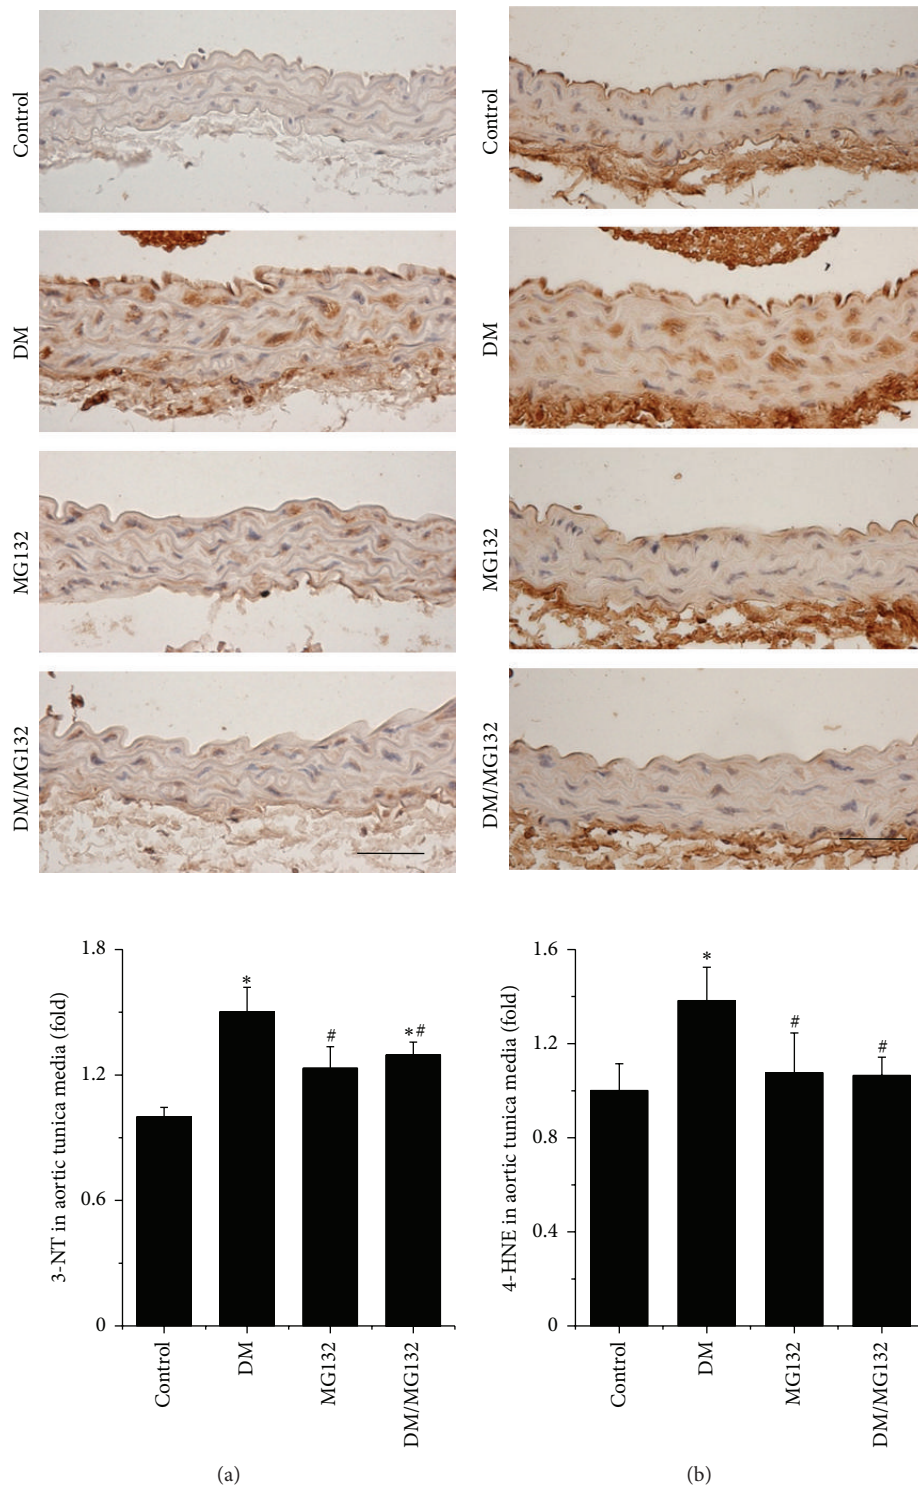 Control
DM
MG132
DM/MG132
Control
DM
MG132
DM/MG132
3-NT in aortic tunica media (fold)
1.8
1.2
0.6
0
*
#
*#
Control
DM
MG132
DM/MG132
(a)
4-HNE in aortic tunica media (fold)
1.6
1.2
0.8
0.4
0
*
#
#
Control
DM
MG132
DM/MG132
(b)